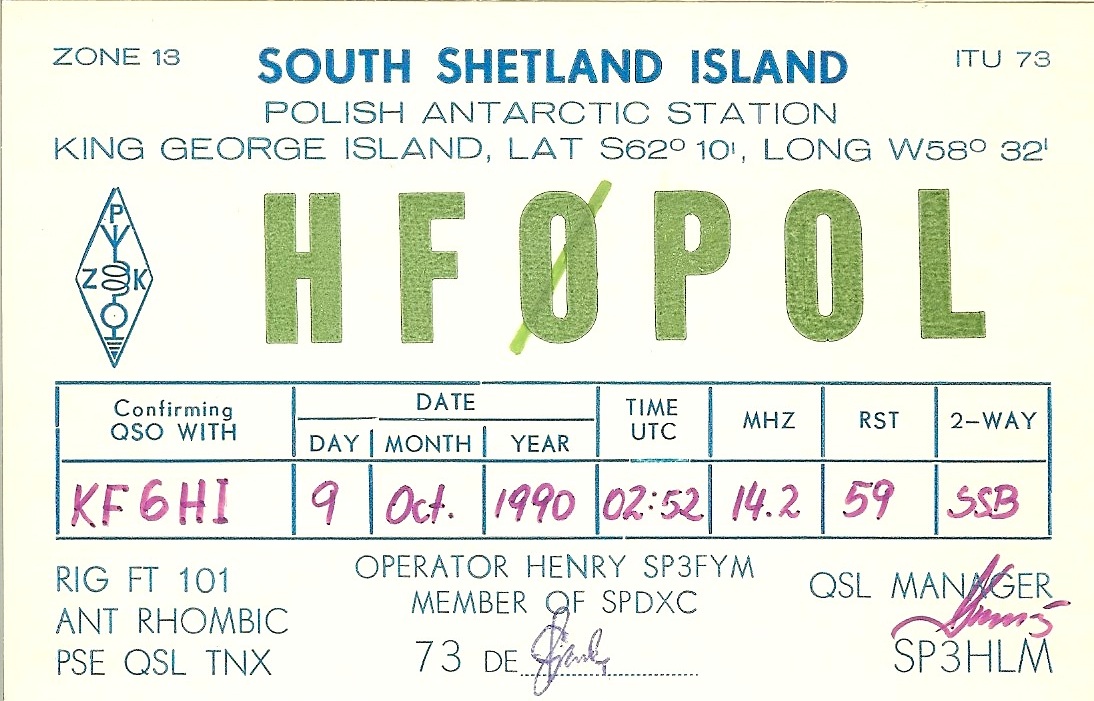 ZONE 13 SOUTH SHETLAND ISLAND ITU 73
POLISH ANTARCTIC STATION
KING GEORGE ISLAND, LAT S62º 10', LONG W58º 32'
HFØPOL
P
Z K
Confirming QSO WITH DATE TIME UTC MHZ RST 2-WAY
DAY MONTH YEAR
KF6HI 9 Oct. 1990 02:52 14.2 59 SSB
RIG FT 101 OPERATOR HENRY SP3FYM QSL MANAGER
ANT RHOMBIC MEMBER OF SPDXC SP3HLM
PSE QSL TNX 73 DE